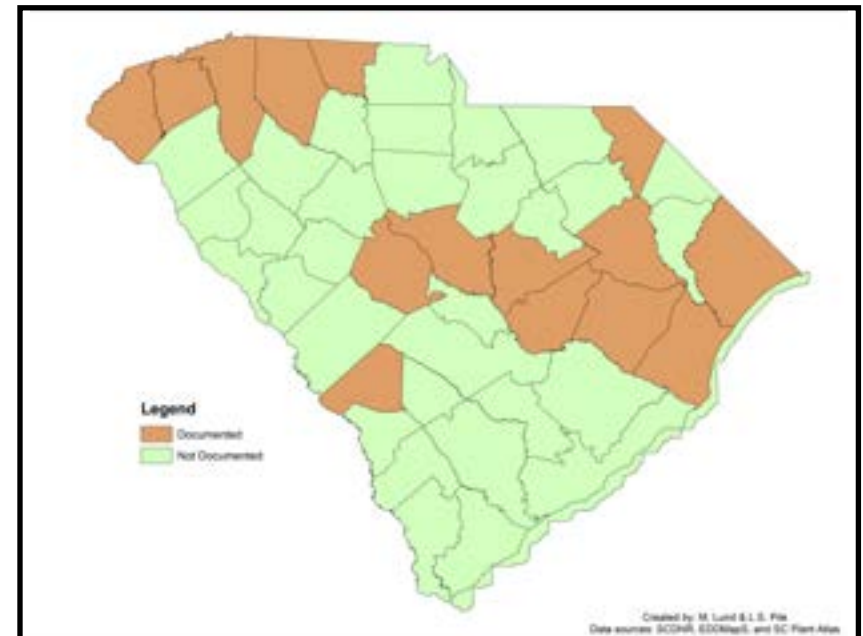 Legend
Documented
Not Documented
Created by: M. Lund & L.S. Pile
Data sources: SCDNR, EDDMapS, and SC Plant Atlas